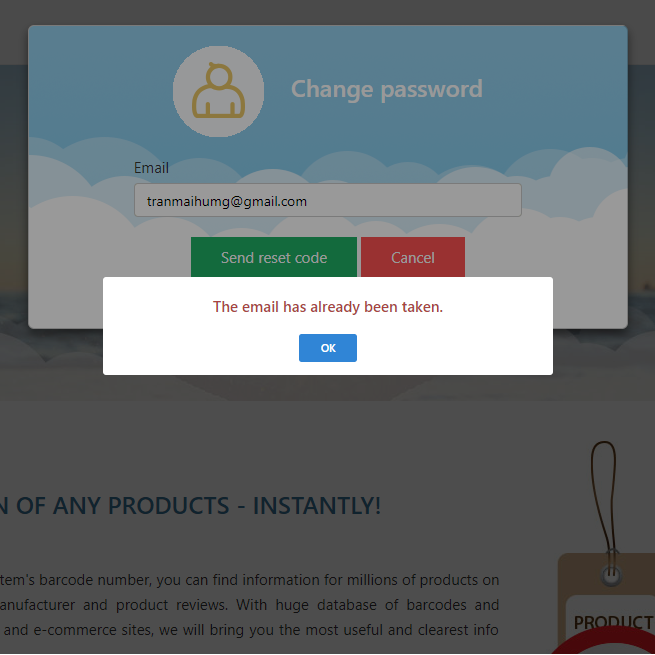 Change password
Email
tranmaihumg@gmail.com
Send reset code
Cancel
The email has already been taken.
OK
N OF ANY PRODUCTS - INSTANTLY!
tem's barcode number, you can find information for millions of products on
anufacturer and product reviews. With huge database of barcodes and
and e-commerce sites, we will bring you the most useful and clearest info
PRODUCT